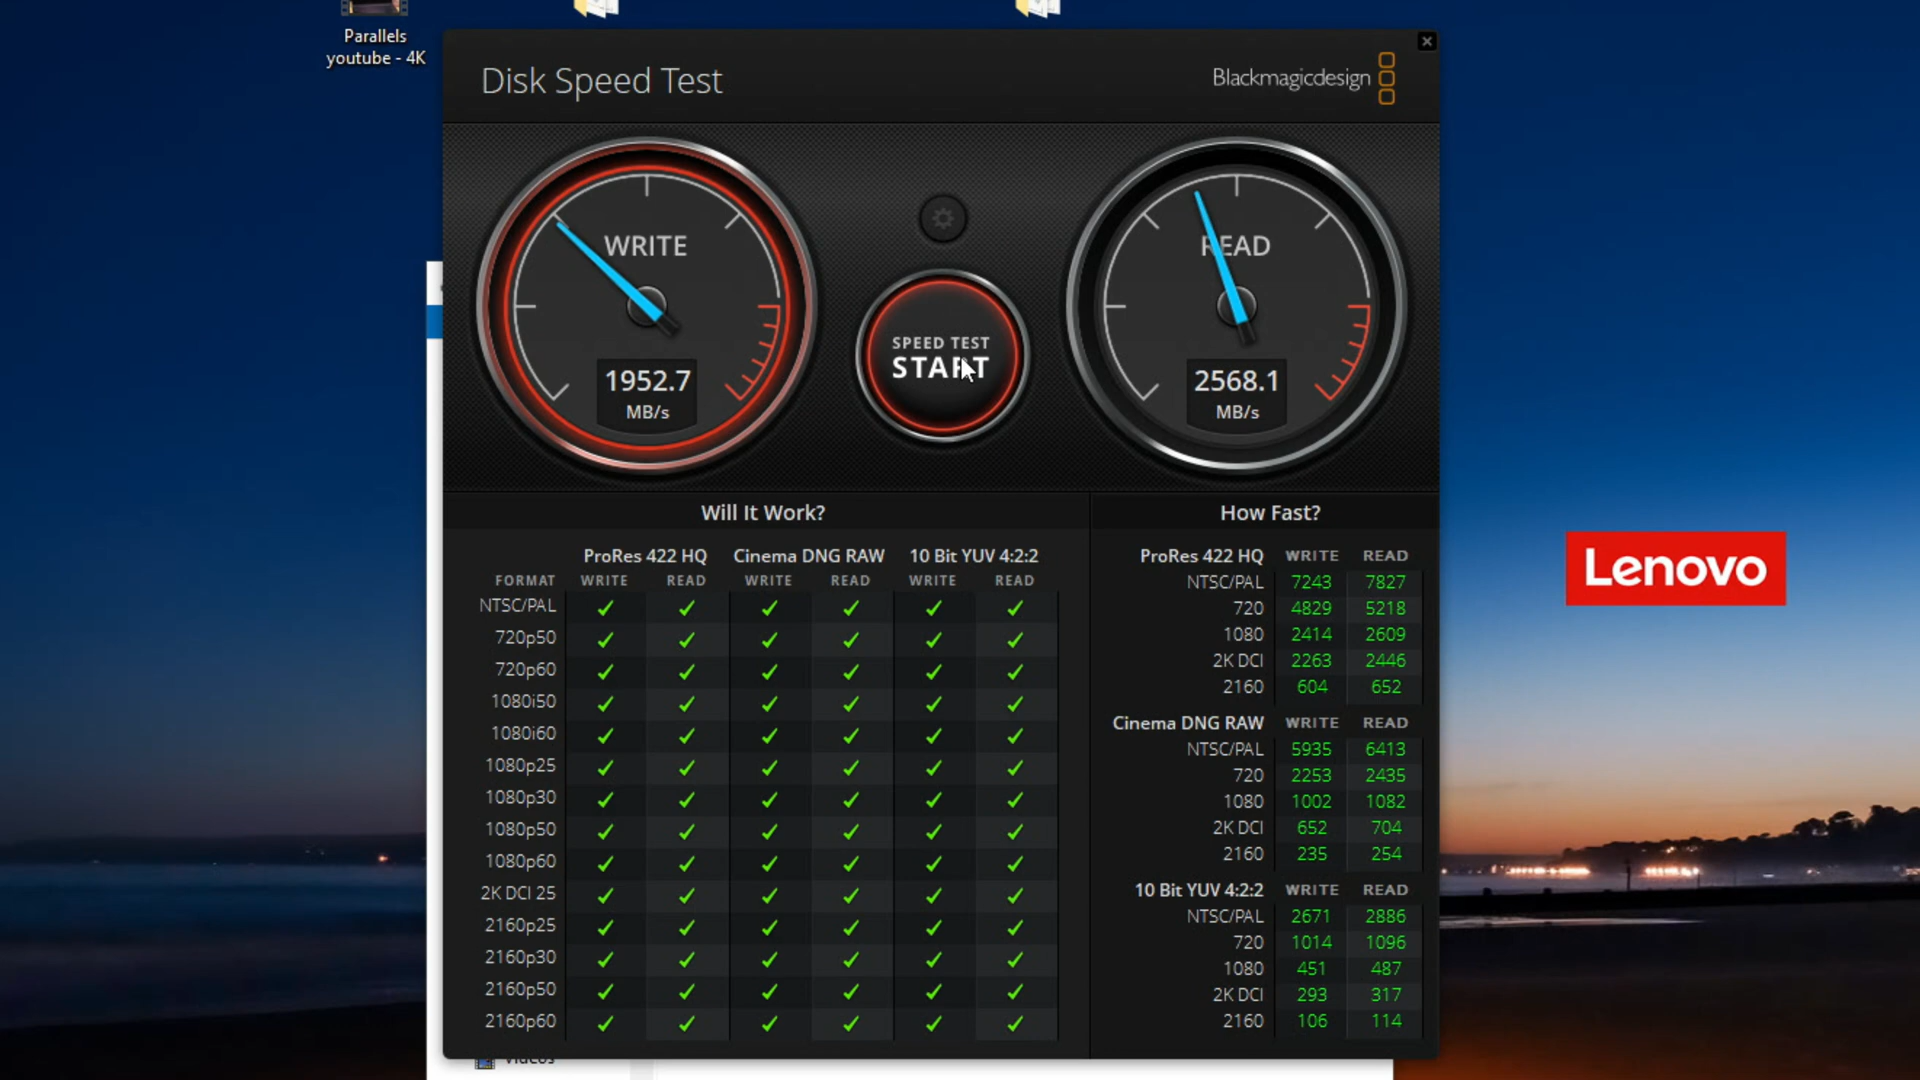 Parallels
youtube - 4K
Disk Speed Test
Blackmagicdesign
WRITE
1952.7
MB/s
SPEED TEST
START
READ
2568.1
MB/s
Will It Work?
ProRes 422 HQ Cinema DNG RAW 10 Bit YUV 4:2:2
FORMAT WRITE READ WRITE READ WRITE READ
NTSC/PAL ✓ ✓ ✓ ✓ ✓ ✓
720p50 ✓ ✓ ✓ ✓ ✓ ✓
720p60 ✓ ✓ ✓ ✓ ✓ ✓
1080i50 ✓ ✓ ✓ ✓ ✓ ✓
1080i60 ✓ ✓ ✓ ✓ ✓ ✓
1080p25 ✓ ✓ ✓ ✓ ✓ ✓
1080p30 ✓ ✓ ✓ ✓ ✓ ✓
1080p50 ✓ ✓ ✓ ✓ ✓ ✓
1080p60 ✓ ✓ ✓ ✓ ✓ ✓
2K DCI 25 ✓ ✓ ✓ ✓ ✓ ✓
2160p25 ✓ ✓ ✓ ✓ ✓ ✓
2160p30 ✓ ✓ ✓ ✓ ✓ ✓
2160p50 ✓ ✓ ✓ ✓ ✓ ✓
2160p60 ✓ ✓ ✓ ✓ ✓ ✓
How Fast?
ProRes 422 HQ WRITE READ
NTSC/PAL 7243 7827
720 4829 5218
1080 2414 2609
2K DCI 2263 2446
2160 604 652
Cinema DNG RAW WRITE READ
NTSC/PAL 5935 6413
720 2253 2435
1080 1002 1082
2K DCI 652 704
2160 235 254
10 Bit YUV 4:2:2 WRITE READ
NTSC/PAL 2671 2886
720 1014 1096
1080 451 487
2K DCI 293 317
2160 106 114
Lenovo
Videos